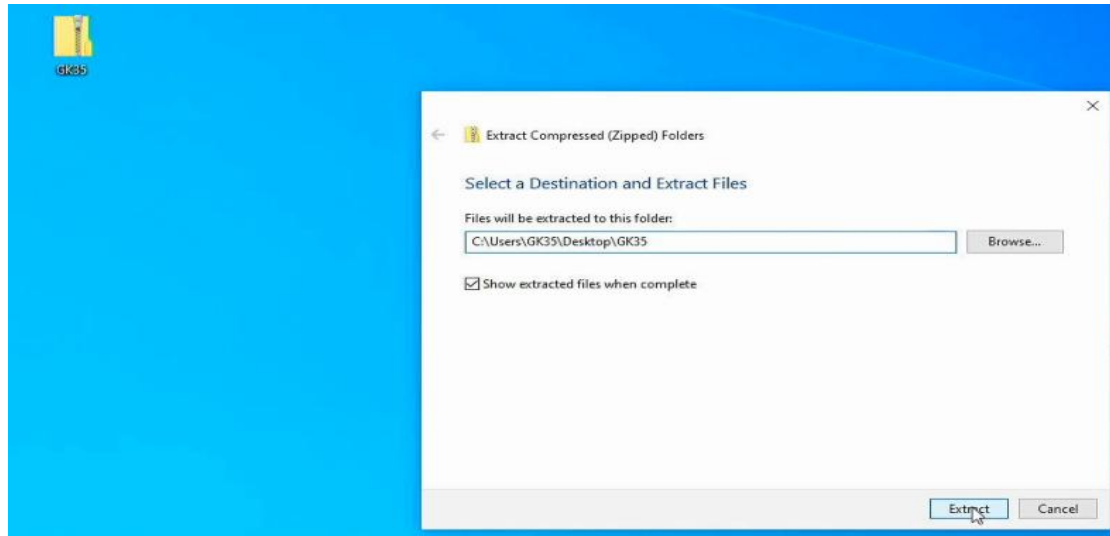 GK35
Extract Compressed (Zipped) Folders
Select a Destination and Extract Files
Files will be extracted to this folder:
C:\Users\GK35\Desktop\GK35
Browse...
Show extracted files when complete
Extract
Cancel